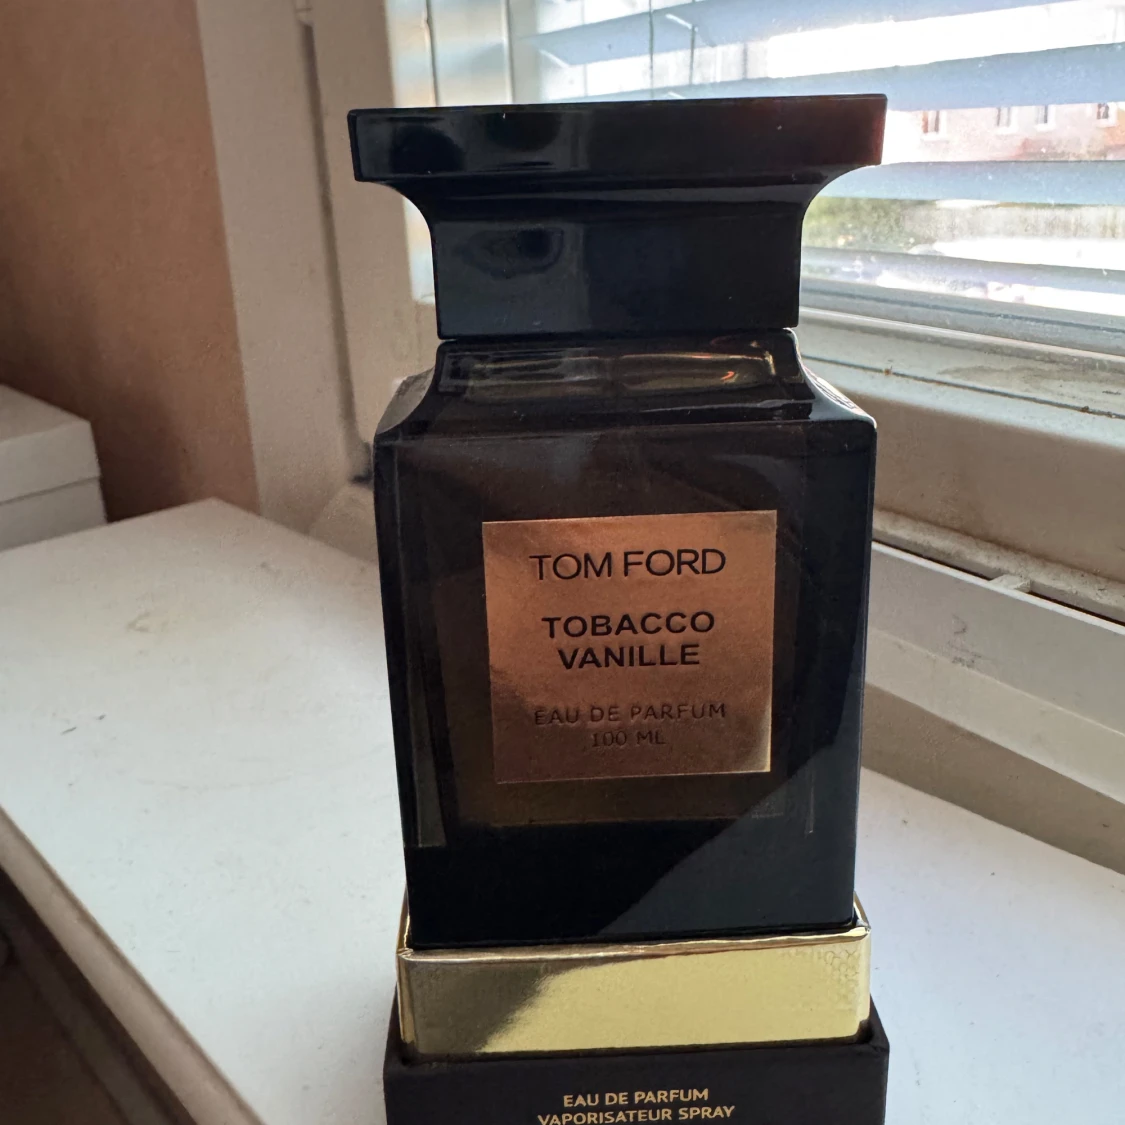 TOM FORD
TOBACCO
VANILLE
EAU DE PARFUM
100 ML
EAU DE PARFUM
VAPORISATEUR SPRAY